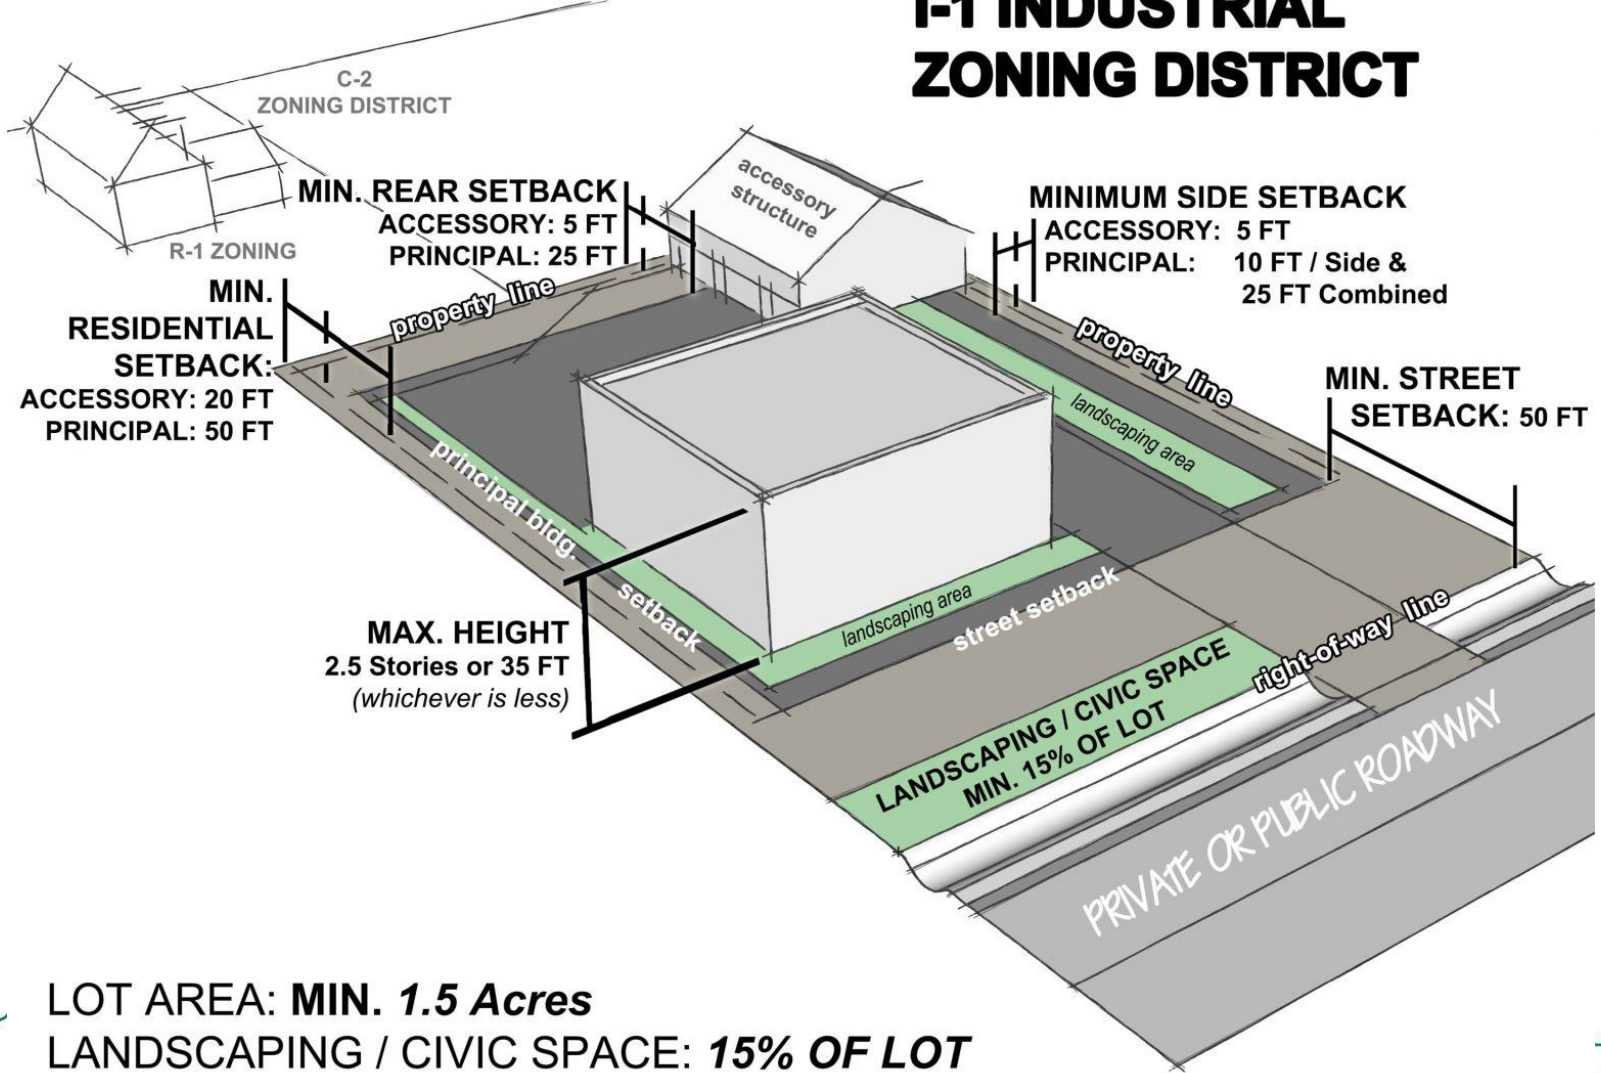 I-1 INDUSTRIAL
ZONING DISTRICT
C-2
ZONING DISTRICT
R-1 ZONING
accessory
structure
MIN. REAR SETBACK
ACCESSORY: 5 FT
PRINCIPAL: 25 FT
MINIMUM SIDE SETBACK
ACCESSORY: 5 FT
PRINCIPAL: 10 FT / Side &
25 FT Combined
MIN.
RESIDENTIAL
SETBACK:
ACCESSORY: 20 FT
PRINCIPAL: 50 FT
property line
property line
MIN. STREET
SETBACK: 50 FT
landscaping area
principal bldg.
setback
landscaping area
street setback
MAX. HEIGHT
2.5 Stories or 35 FT
(whichever is less)
right-of-way line
LANDSCAPING / CIVIC SPACE
MIN. 15% OF LOT
PRIVATE OR PUBLIC ROADWAY
LOT AREA: MIN. 1.5 Acres
LANDSCAPING / CIVIC SPACE: 15% OF LOT